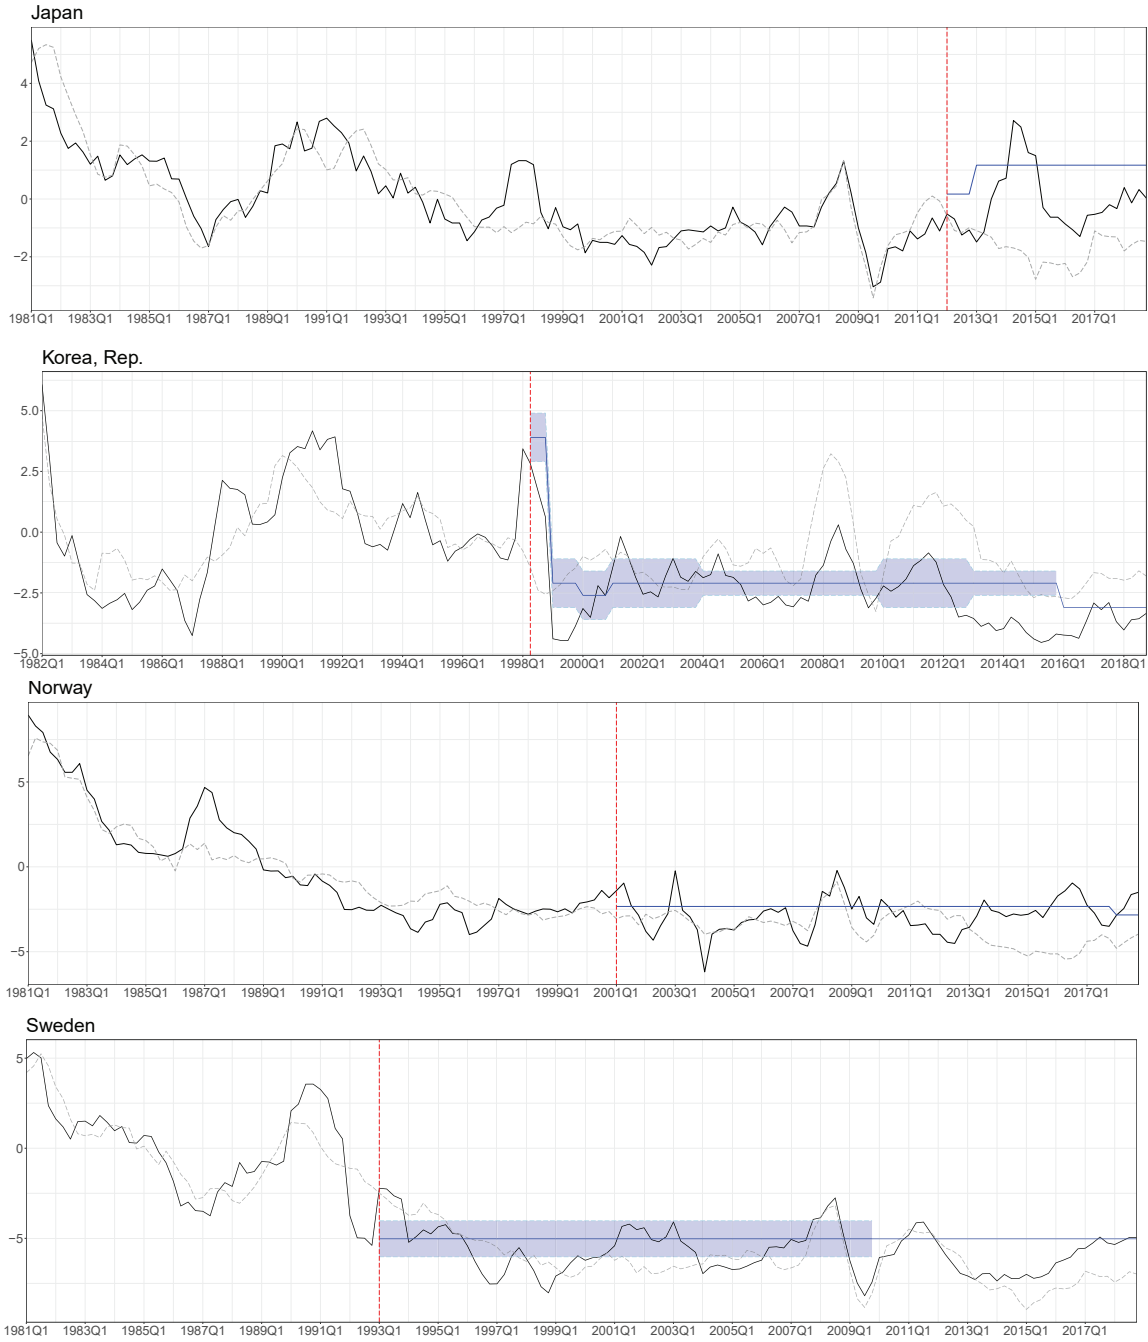 Japan
4
2
0
−2
1981Q1 1983Q1 1985Q1 1987Q1 1989Q1 1991Q1 1993Q1 1995Q1 1997Q1 1999Q1 2001Q1 2003Q1 2005Q1 2007Q1 2009Q1 2011Q1 2013Q1 2015Q1 2017Q1
Korea, Rep.
5.0
2.5
0.0
−2.5
−5.0
1982Q1 1984Q1 1986Q1 1988Q1 1990Q1 1992Q1 1994Q1 1996Q1 1998Q1 2000Q1 2002Q1 2004Q1 2006Q1 2008Q1 2010Q1 2012Q1 2014Q1 2016Q1 2018Q1
Norway
5
0
−5
1981Q1 1983Q1 1985Q1 1987Q1 1989Q1 1991Q1 1993Q1 1995Q1 1997Q1 1999Q1 2001Q1 2003Q1 2005Q1 2007Q1 2009Q1 2011Q1 2013Q1 2015Q1 2017Q1
Sweden
5
0
−5
1981Q1 1983Q1 1985Q1 1987Q1 1989Q1 1991Q1 1993Q1 1995Q1 1997Q1 1999Q1 2001Q1 2003Q1 2005Q1 2007Q1 2009Q1 2011Q1 2013Q1 2015Q1 2017Q1